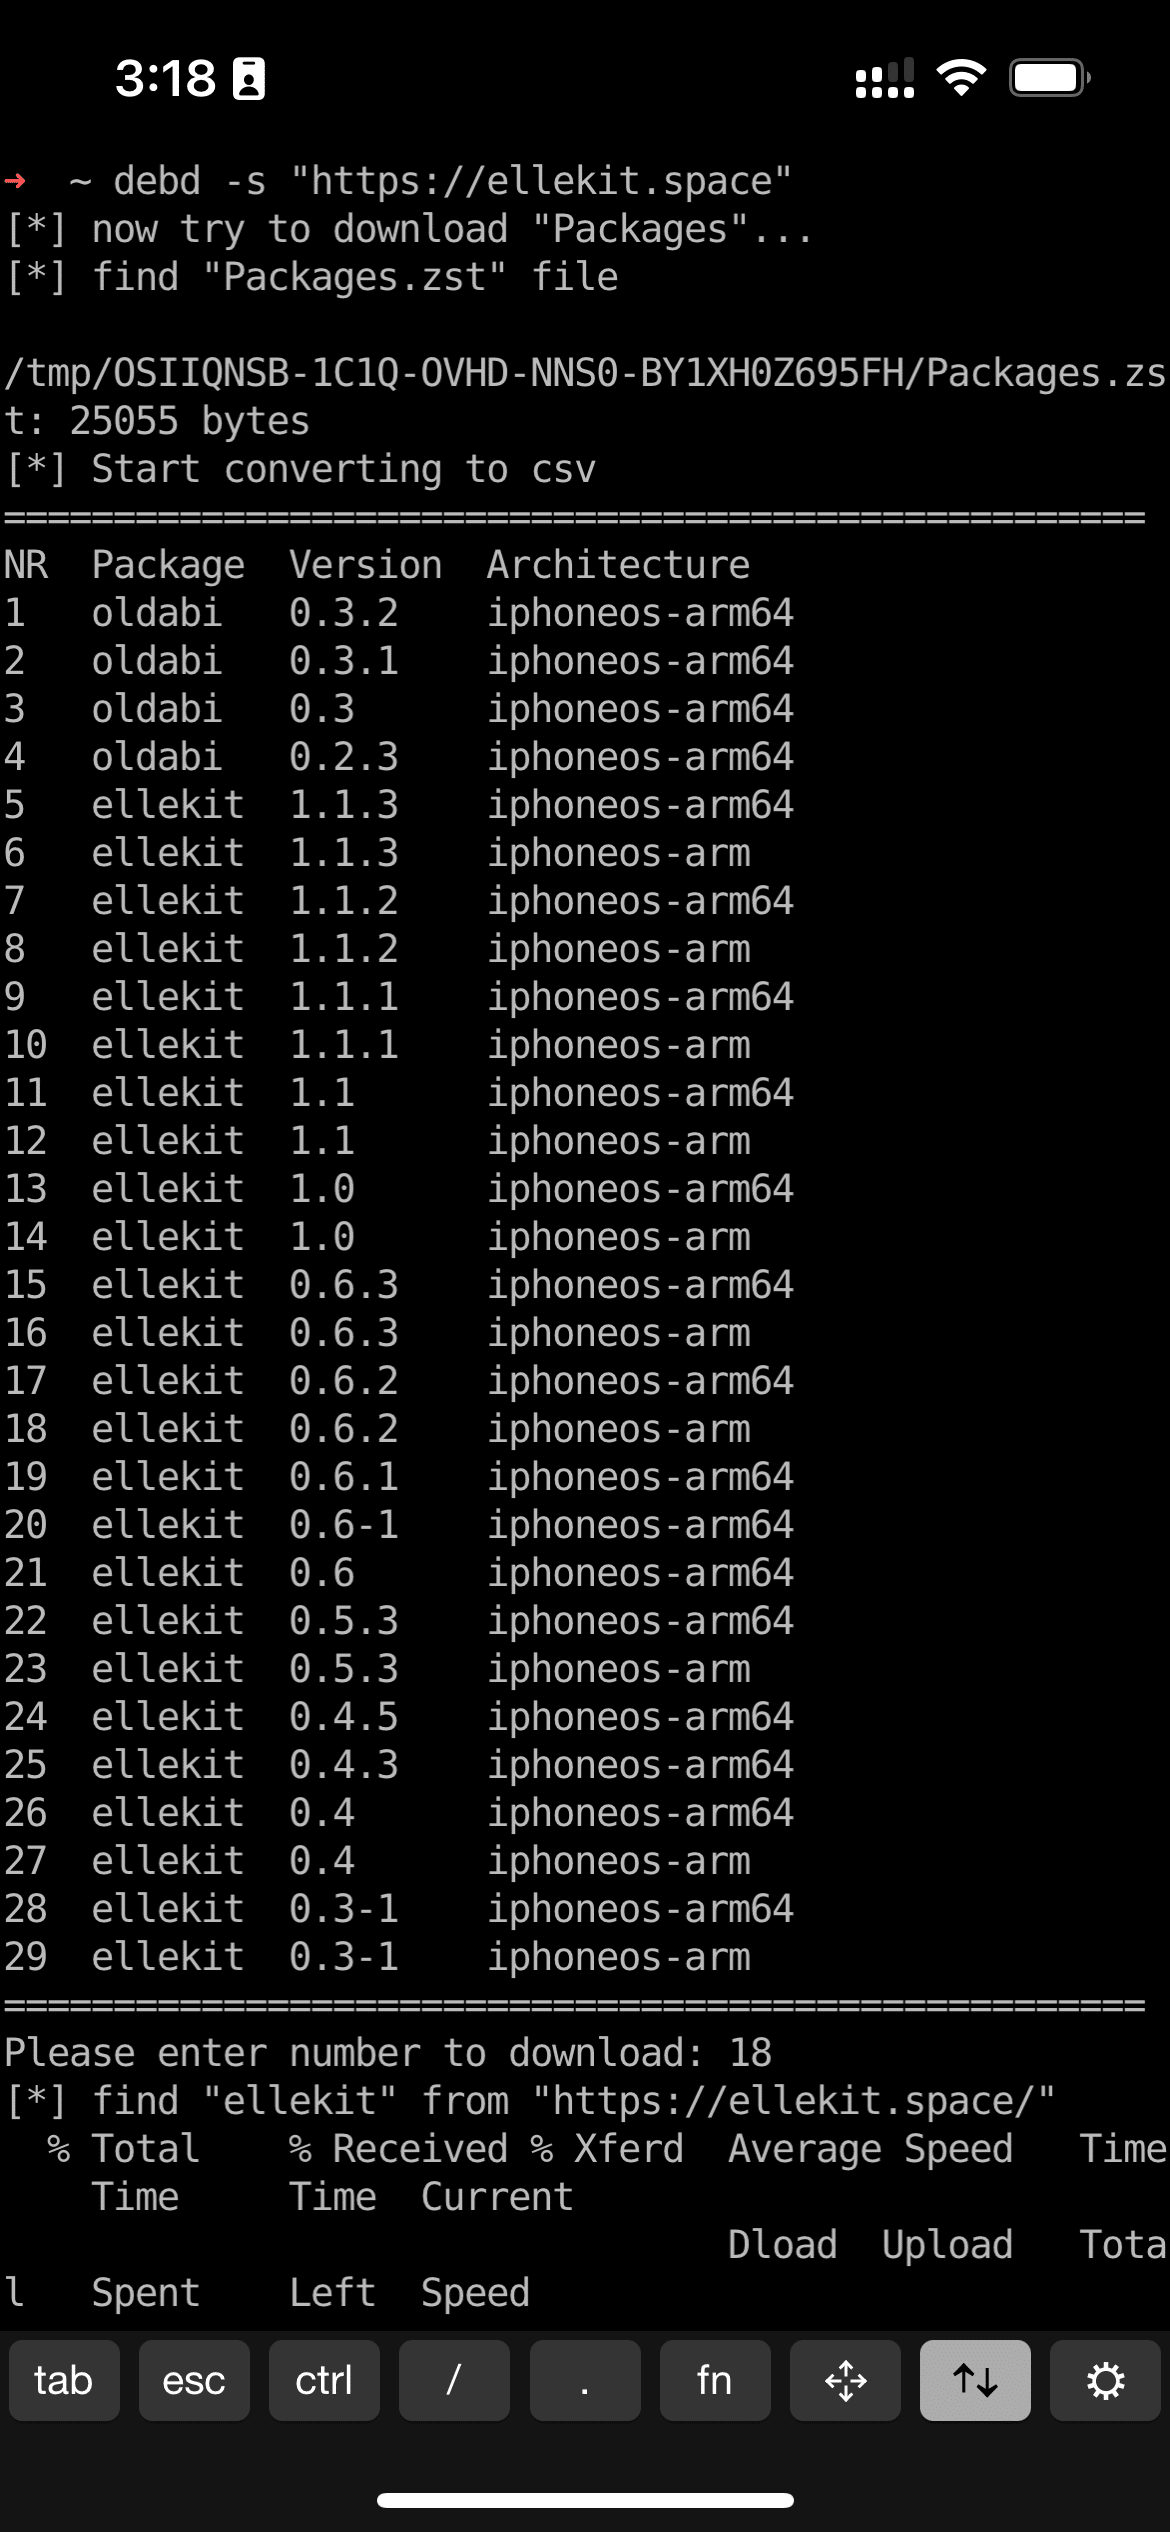 3:18
➜  ~ debd -s "https://ellekit.space"
[*] now try to download "Packages"...
[*] find "Packages.zst" file
/tmp/OSIIQNSB-1C1Q-OVHD-NNS0-BY1XH0Z695FH/Packages.zs
t: 25055 bytes
[*] Start converting to csv
====================================================
NR  Package  Version  Architecture
1   oldabi   0.3.2    iphoneos-arm64
2   oldabi   0.3.1    iphoneos-arm64
3   oldabi   0.3      iphoneos-arm64
4   oldabi   0.2.3    iphoneos-arm64
5   ellekit  1.1.3    iphoneos-arm64
6   ellekit  1.1.3    iphoneos-arm
7   ellekit  1.1.2    iphoneos-arm64
8   ellekit  1.1.2    iphoneos-arm
9   ellekit  1.1.1    iphoneos-arm64
10  ellekit  1.1.1    iphoneos-arm
11  ellekit  1.1      iphoneos-arm64
12  ellekit  1.1      iphoneos-arm
13  ellekit  1.0      iphoneos-arm64
14  ellekit  1.0      iphoneos-arm
15  ellekit  0.6.3    iphoneos-arm64
16  ellekit  0.6.3    iphoneos-arm
17  ellekit  0.6.2    iphoneos-arm64
18  ellekit  0.6.2    iphoneos-arm
19  ellekit  0.6.1    iphoneos-arm64
20  ellekit  0.6-1    iphoneos-arm64
21  ellekit  0.6      iphoneos-arm64
22  ellekit  0.5.3    iphoneos-arm64
23  ellekit  0.5.3    iphoneos-arm
24  ellekit  0.4.5    iphoneos-arm64
25  ellekit  0.4.3    iphoneos-arm64
26  ellekit  0.4      iphoneos-arm64
27  ellekit  0.4      iphoneos-arm
28  ellekit  0.3-1    iphoneos-arm64
29  ellekit  0.3-1    iphoneos-arm
====================================================
Please enter number to download: 18
[*] find "ellekit" from "https://ellekit.space/"
  % Total    % Received % Xferd  Average Speed   Time
    Time     Time  Current
                                 Dload  Upload   Tota
l   Spent    Left  Speed
tab esc ctrl / . fn